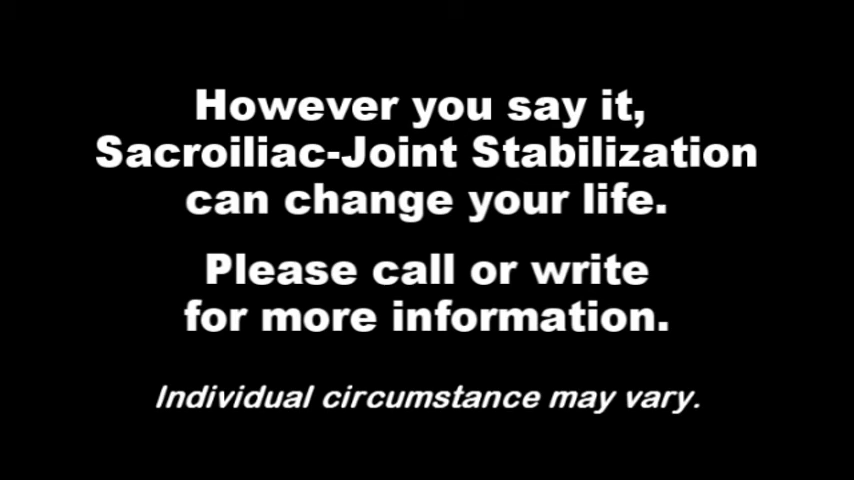 However you say it,
Sacroiliac-Joint Stabilization
can change your life.
Please call or write
for more information.
Individual circumstance may vary.